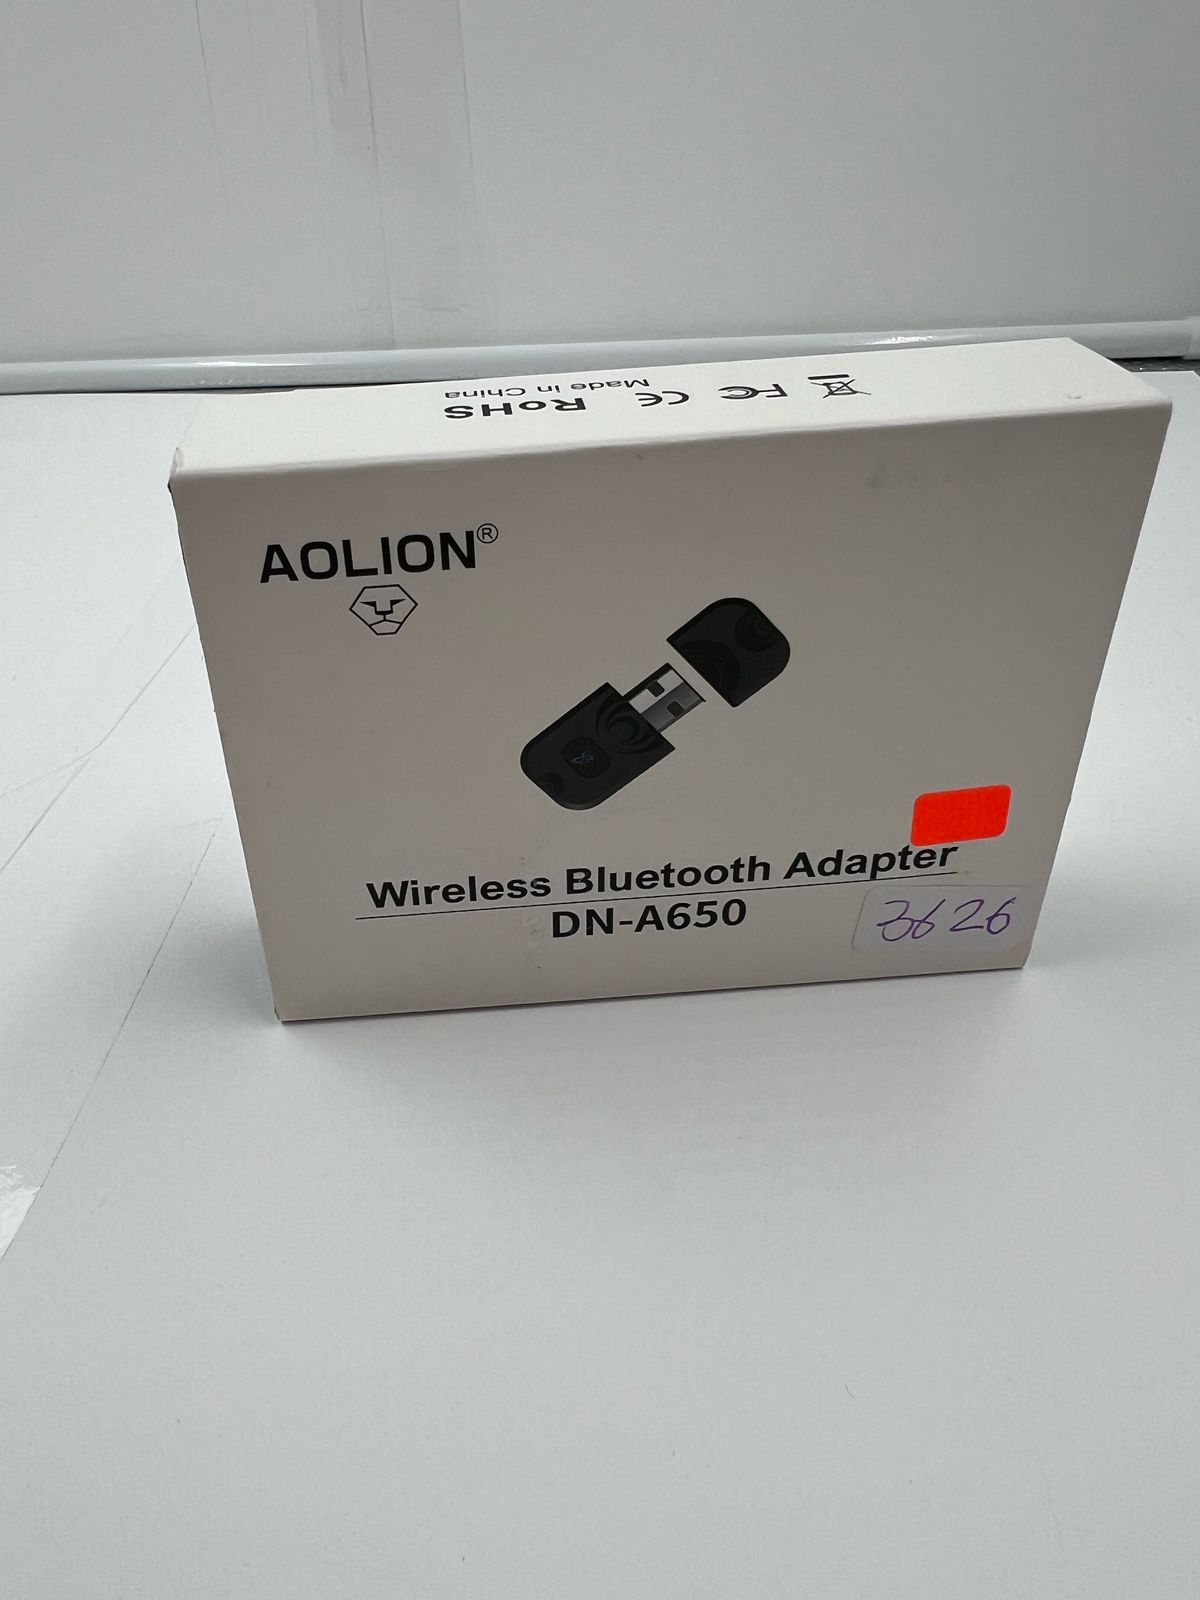 Made in China
RoHS CE FC
AOLION®
Wireless Bluetooth Adapter
DN-A650
3626